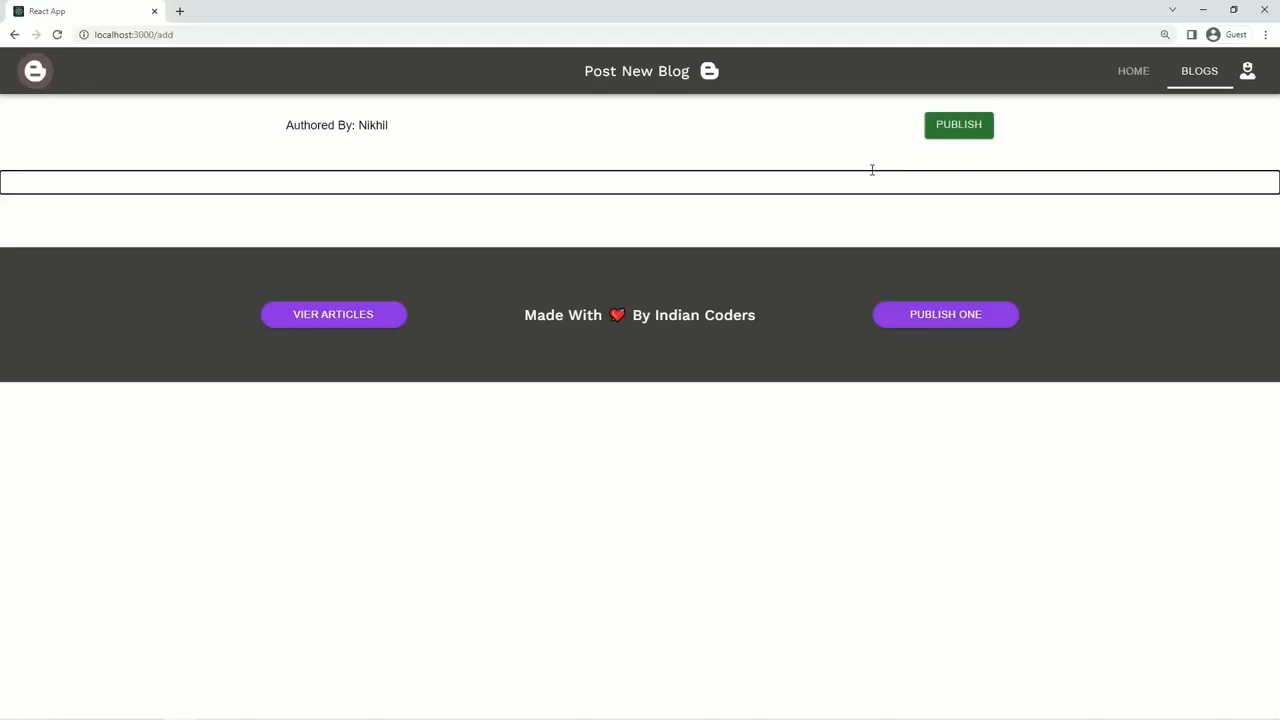 React App
localhost:3000/add
Guest
Post New Blog
HOME
BLOGS
Authored By: Nikhil
PUBLISH
VIER ARTICLES
Made With ❤️ By Indian Coders
PUBLISH ONE